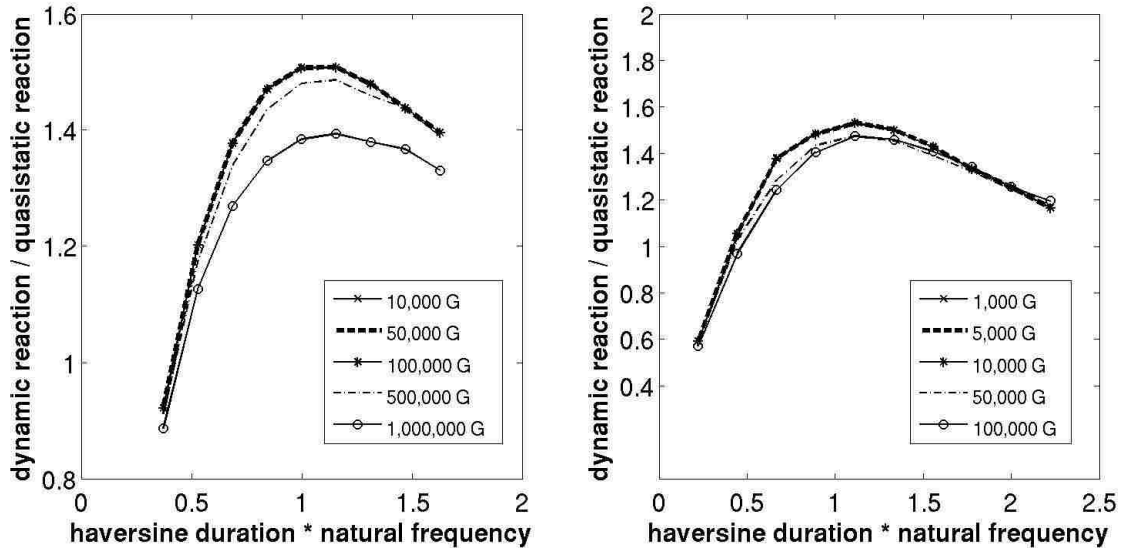 dynamic reaction / quasistatic reaction
1.6
1.4
1.2
1
0.8
0
0.5
1
1.5
2
10,000 G
50,000 G
100,000 G
500,000 G
1,000,000 G
haversine duration * natural frequency
dynamic reaction / quasistatic reaction
2
1.8
1.6
1.4
1.2
1
0.8
0.6
0.4
0
0.5
1
1.5
2
2.5
1,000 G
5,000 G
10,000 G
50,000 G
100,000 G
haversine duration * natural frequency